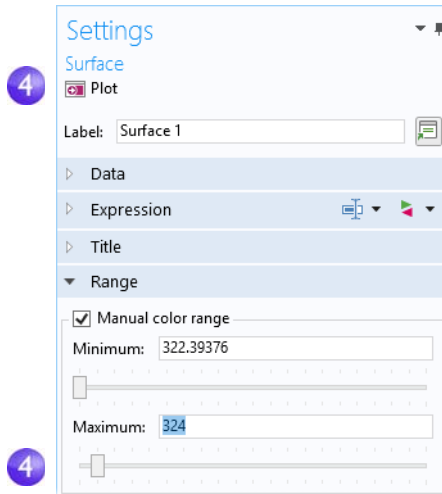 Settings
Surface
4
Plot
Label: Surface 1
Data
Expression
Title
Range
Manual color range
Minimum: 322.39376
Maximum: 324
4